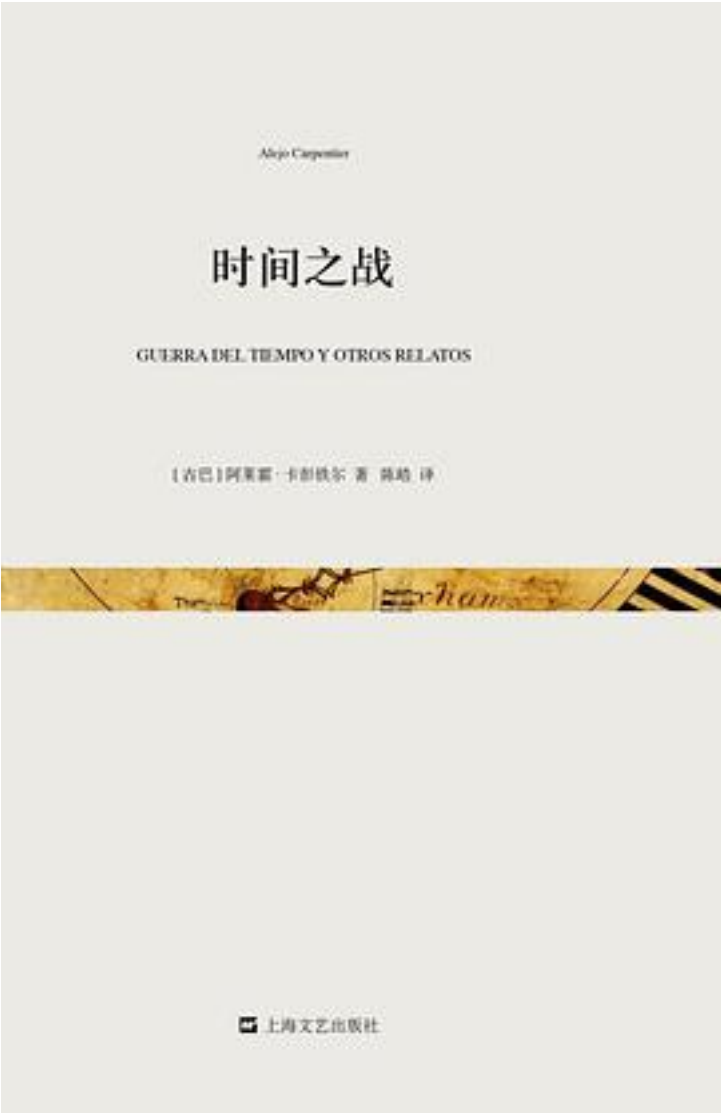 Alejo Carpentier
时间之战
GUERRA DEL TIEMPO Y OTROS RELATOS
[古巴]阿莱霍·卡彭铁尔 著 陈皓 译
上海文艺出版社